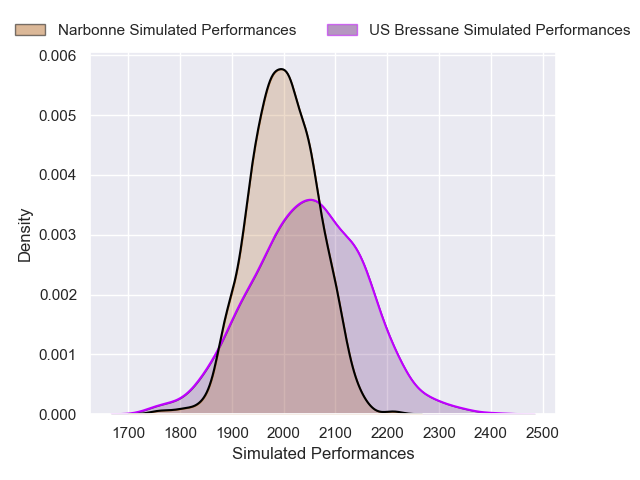 Narbonne Simulated Performances
US Bressane Simulated Performances
0.006
0.005
0.004
0.003
0.002
0.001
0.000
Density
1700 1800 1900 2000 2100 2200 2300 2400 2500
Simulated Performances